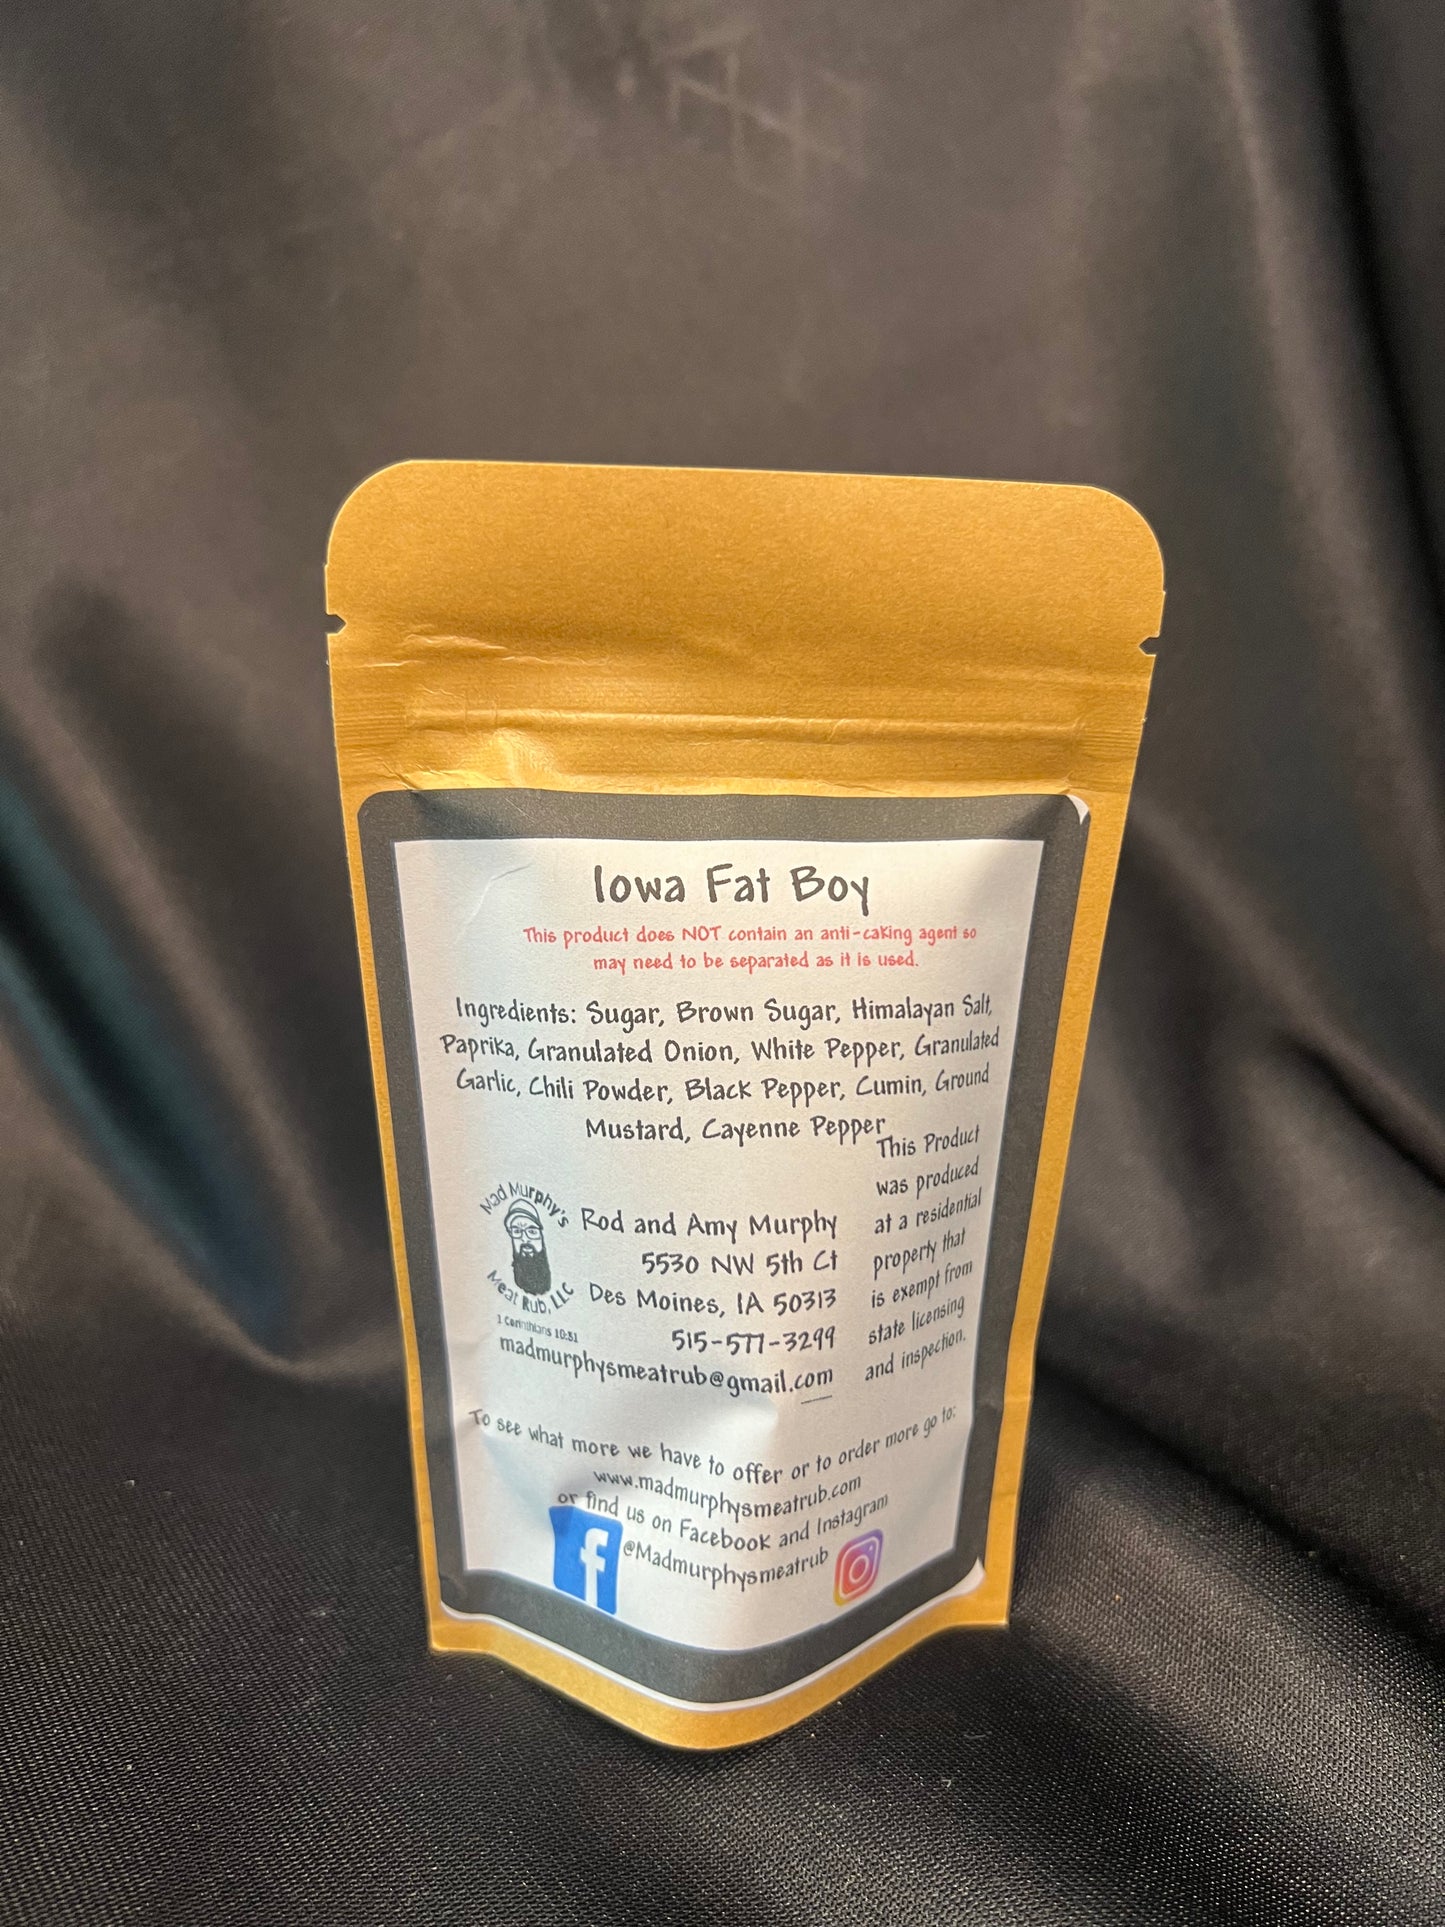 Iowa Fat Boy
This product does NOT contain an anti-caking agent so
may need to be separated as it is used.
Ingredients: Sugar, Brown Sugar, Himalayan Salt,
Paprika, Granulated Onion, White Pepper, Granulated
Garlic, Chili Powder, Black Pepper, Cumin, Ground
Mustard, Cayenne Pepper
This Product
was produced
at a residential
property that
is exempt from
state licensing
and inspection.
Mad Murphy's
Meat Rub, LLC
1 Corinthians 10:31
Rod and Amy Murphy
5530 NW 5th Ct
Des Moines, IA 50313
515-577-3299
madmurphysmeatrub@gmail.com
To see what more we have to offer or to order more go to:
www.madmurphysmeatrub.com
or find us on Facebook and Instagram
@Madmurphysmeatrub